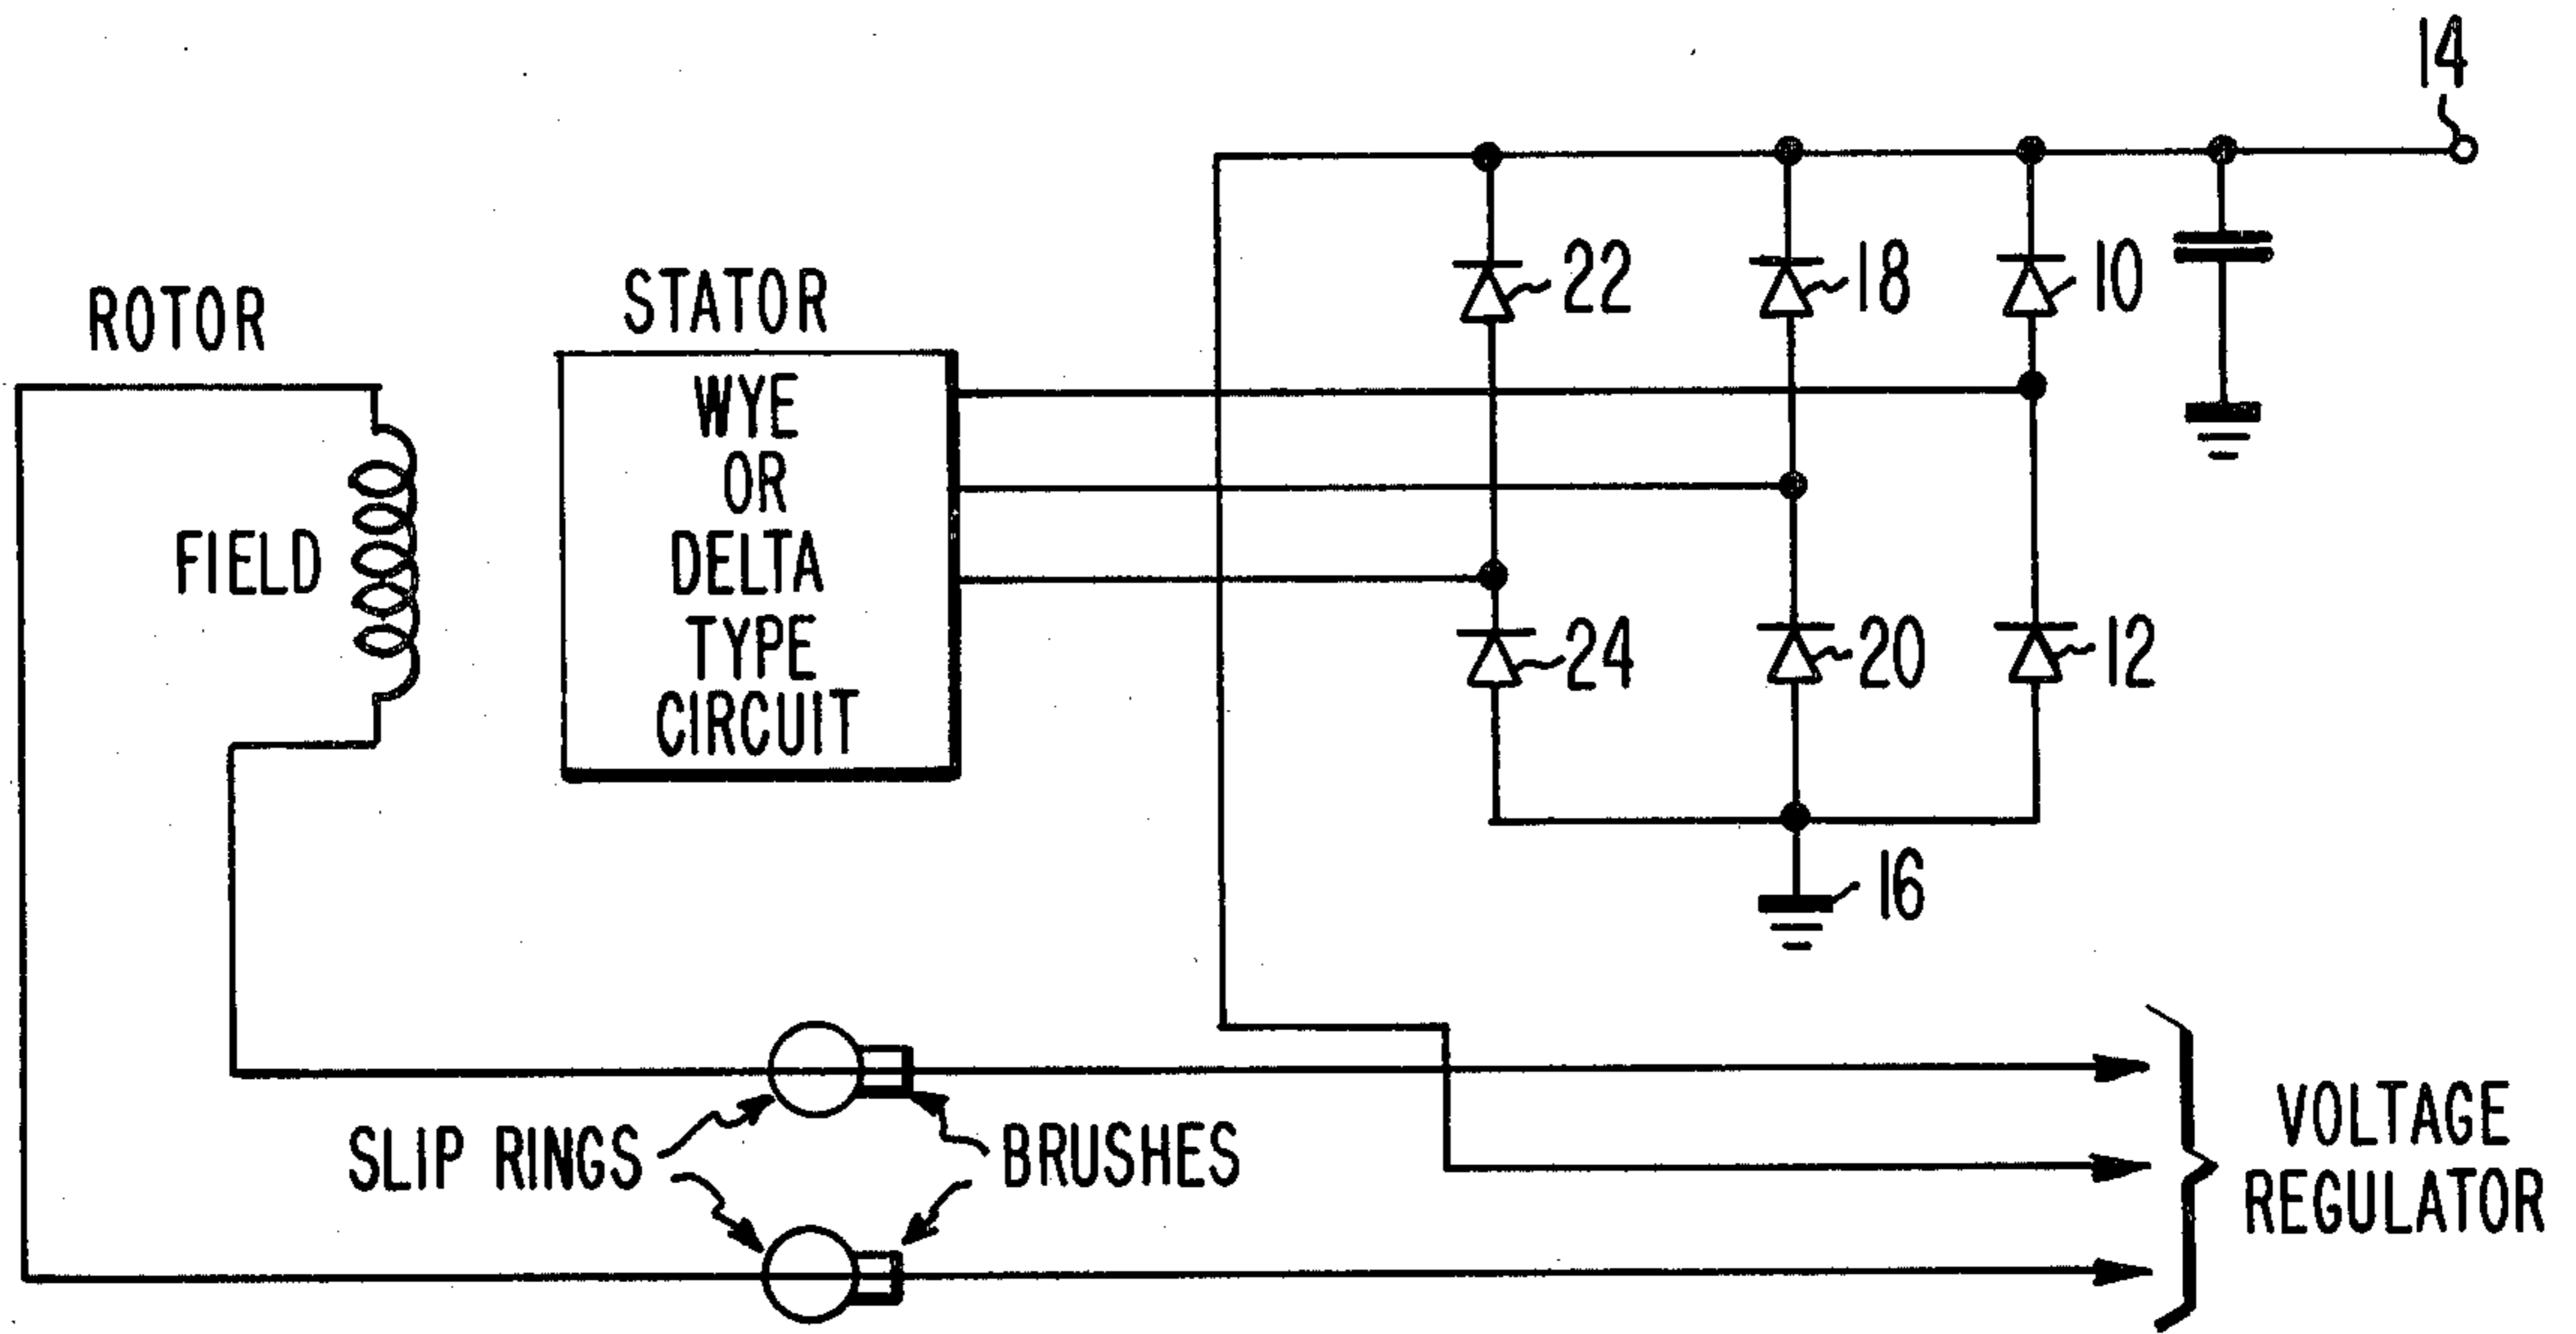 14
22
18
10
ROTOR
STATOR
WYE
OR
DELTA
TYPE
CIRCUIT
FIELD
24
20
12
16
SLIP RINGS
BRUSHES
VOLTAGE
REGULATOR